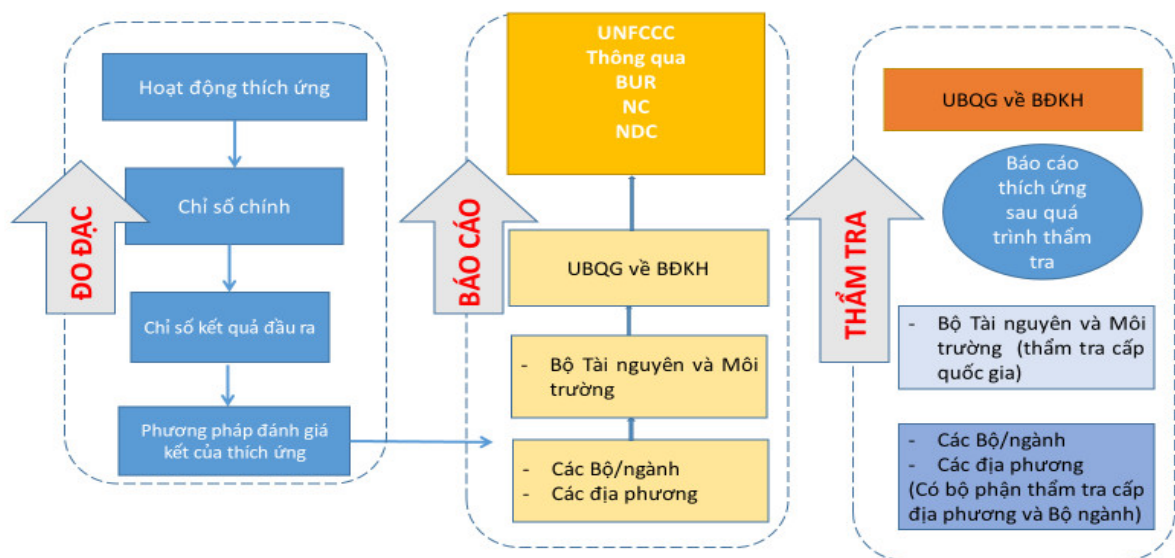 ĐO ĐẠC
Hoạt động thích ứng
Chỉ số chính
Chỉ số kết quả đầu ra
Phương pháp đánh giá
kết của thích ứng
BÁO CÁO
UNFCCC
Thông qua
BUR
NC
NDC
UBQG về BĐKH
- Bộ Tài nguyên và Môi
trường
- Các Bộ/ngành
- Các địa phương
THẨM TRA
UBQG về BĐKH
Báo cáo
thích ứng
sau quá
trình thẩm
tra
- Bộ Tài nguyên và Môi
trường (thẩm tra cấp
quốc gia)
- Các Bộ/ngành
- Các địa phương
(Có bộ phận thẩm tra cấp
địa phương và Bộ ngành)